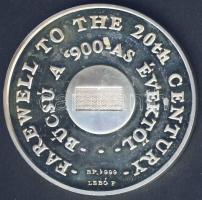 FAREWELL TO THE 20th CENTURY
BÚCSÚ A '900'AS ÉVEKTŐL
BP. 1999
LEBÓ F